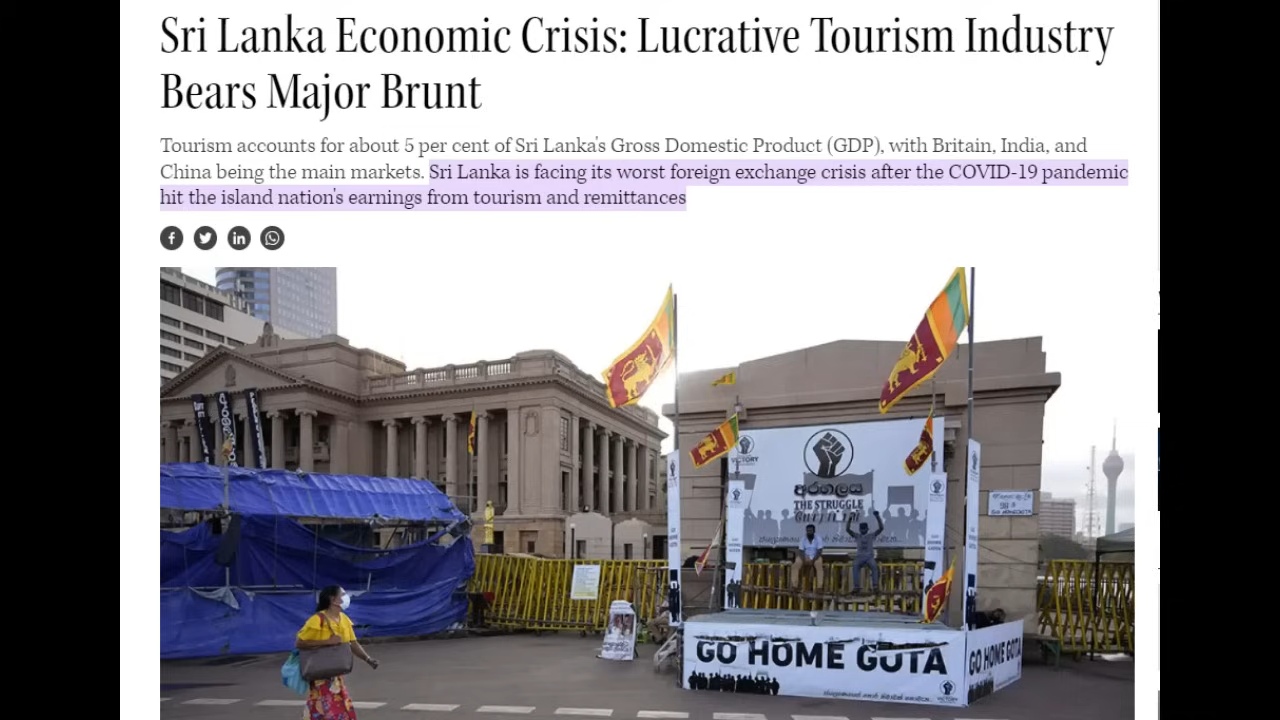 Sri Lanka Economic Crisis: Lucrative Tourism Industry
Bears Major Brunt
Tourism accounts for about 5 per cent of Sri Lanka's Gross Domestic Product (GDP), with Britain, India, and
China being the main markets. Sri Lanka is facing its worst foreign exchange crisis after the COVID-19 pandemic
hit the island nation's earnings from tourism and remittances
VICTORY
අරගලය
THE STRUGGLE
போராட்டம்
GO HOME GOTA
GO HOME GOTA
VICTORY